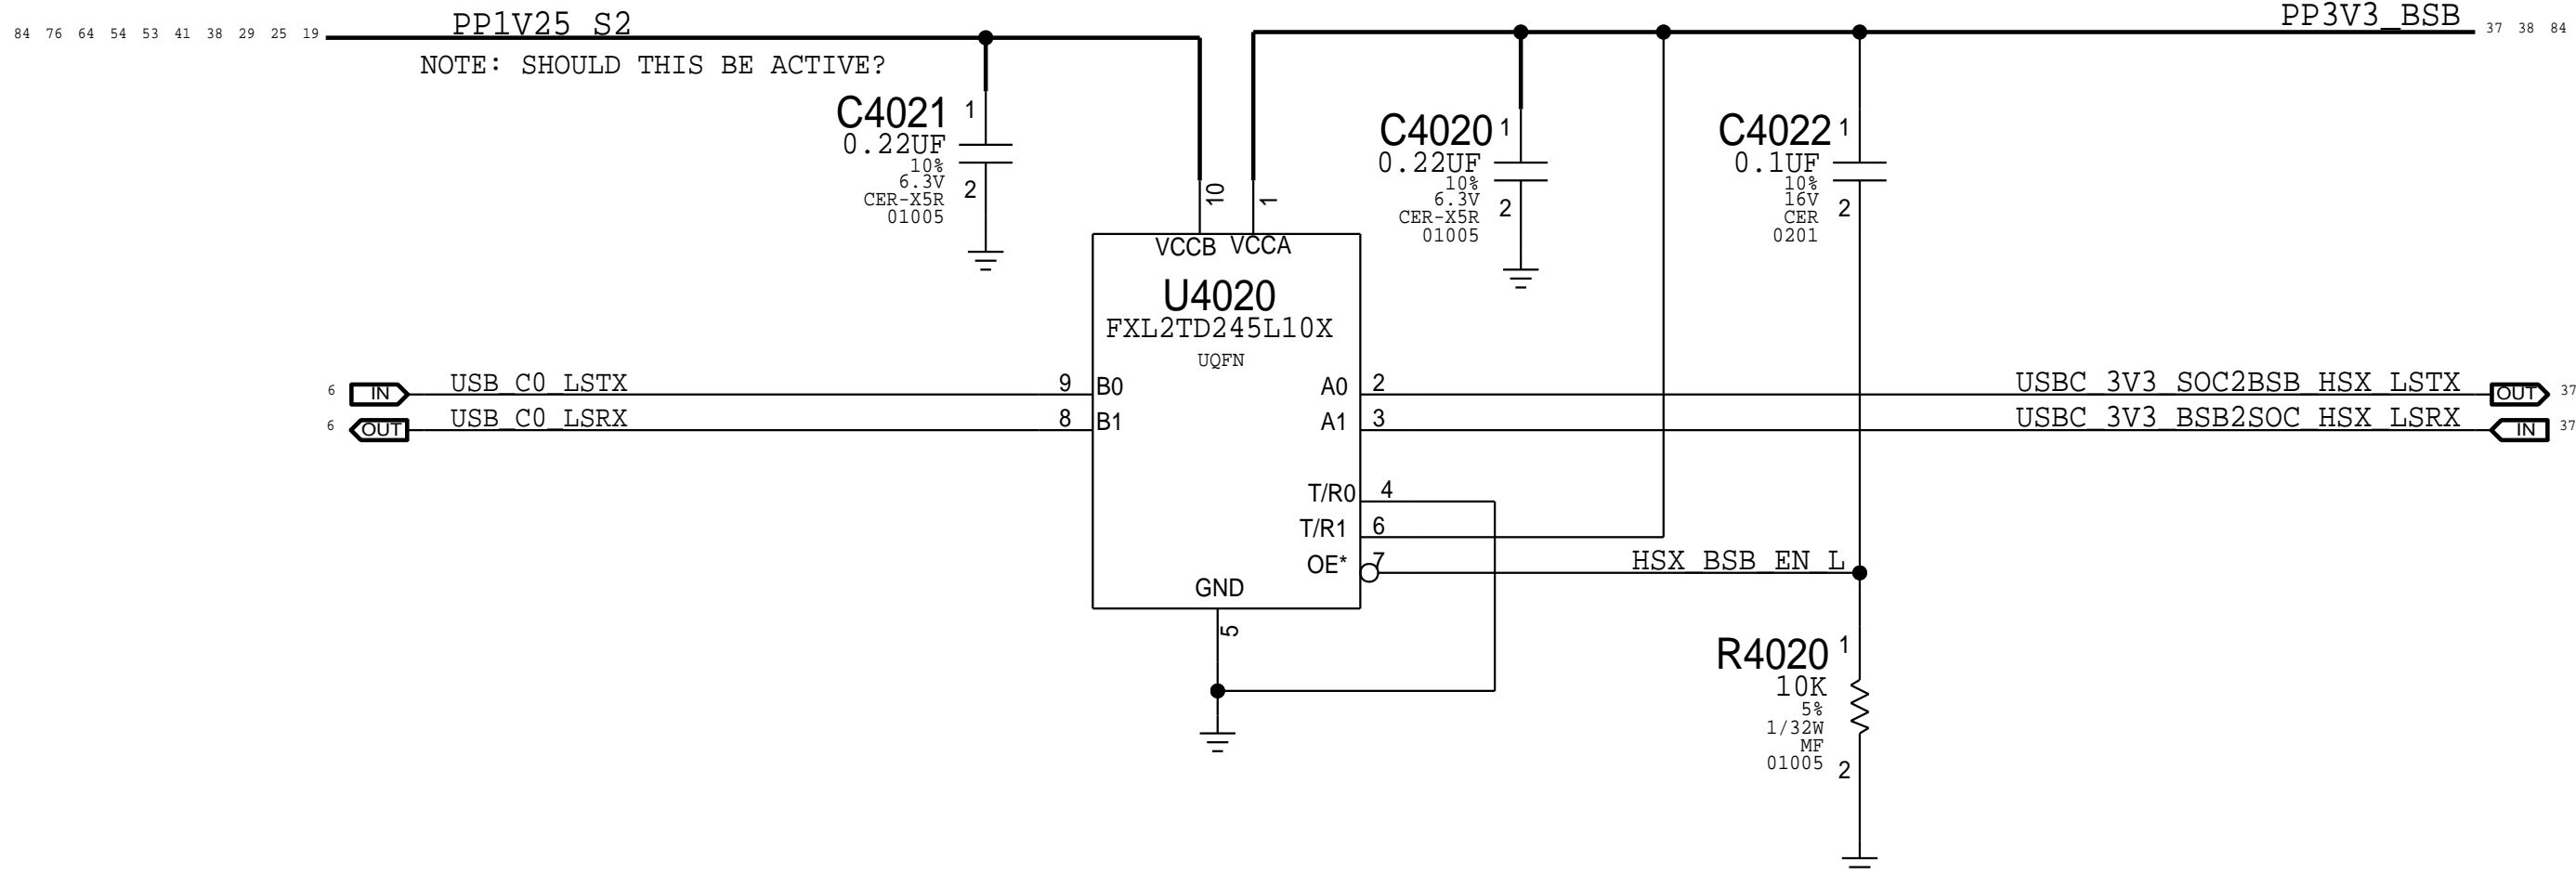 PP1V25_S2
PP3V3_BSB
84 76 64 54 53 41 38 29 25 19
37 38 84
NOTE: SHOULD THIS BE ACTIVE?
C4021 1
0.22UF
10%
6.3V
CER-X5R
01005
2
C4020 1
0.22UF
10%
6.3V
CER-X5R
01005
2
C4022 1
0.1UF
10%
16V
CER
0201
2
10
1
VCCB VCCA
U4020
FXL2TD245L10X
UQFN
6 IN USB_C0_LSTX 9 B0
A0 2 USBC_3V3_SOC2BSB_HSX_LSTX OUT 37
6 OUT USB_C0_LSRX 8 B1
A1 3 USBC_3V3_BSB2SOC_HSX_LSRX IN 37
T/R0 4
T/R1 6
OE* 7 HSX_BSB_EN_L
GND
5
R4020 1
10K
5%
1/32W
MF
01005
2